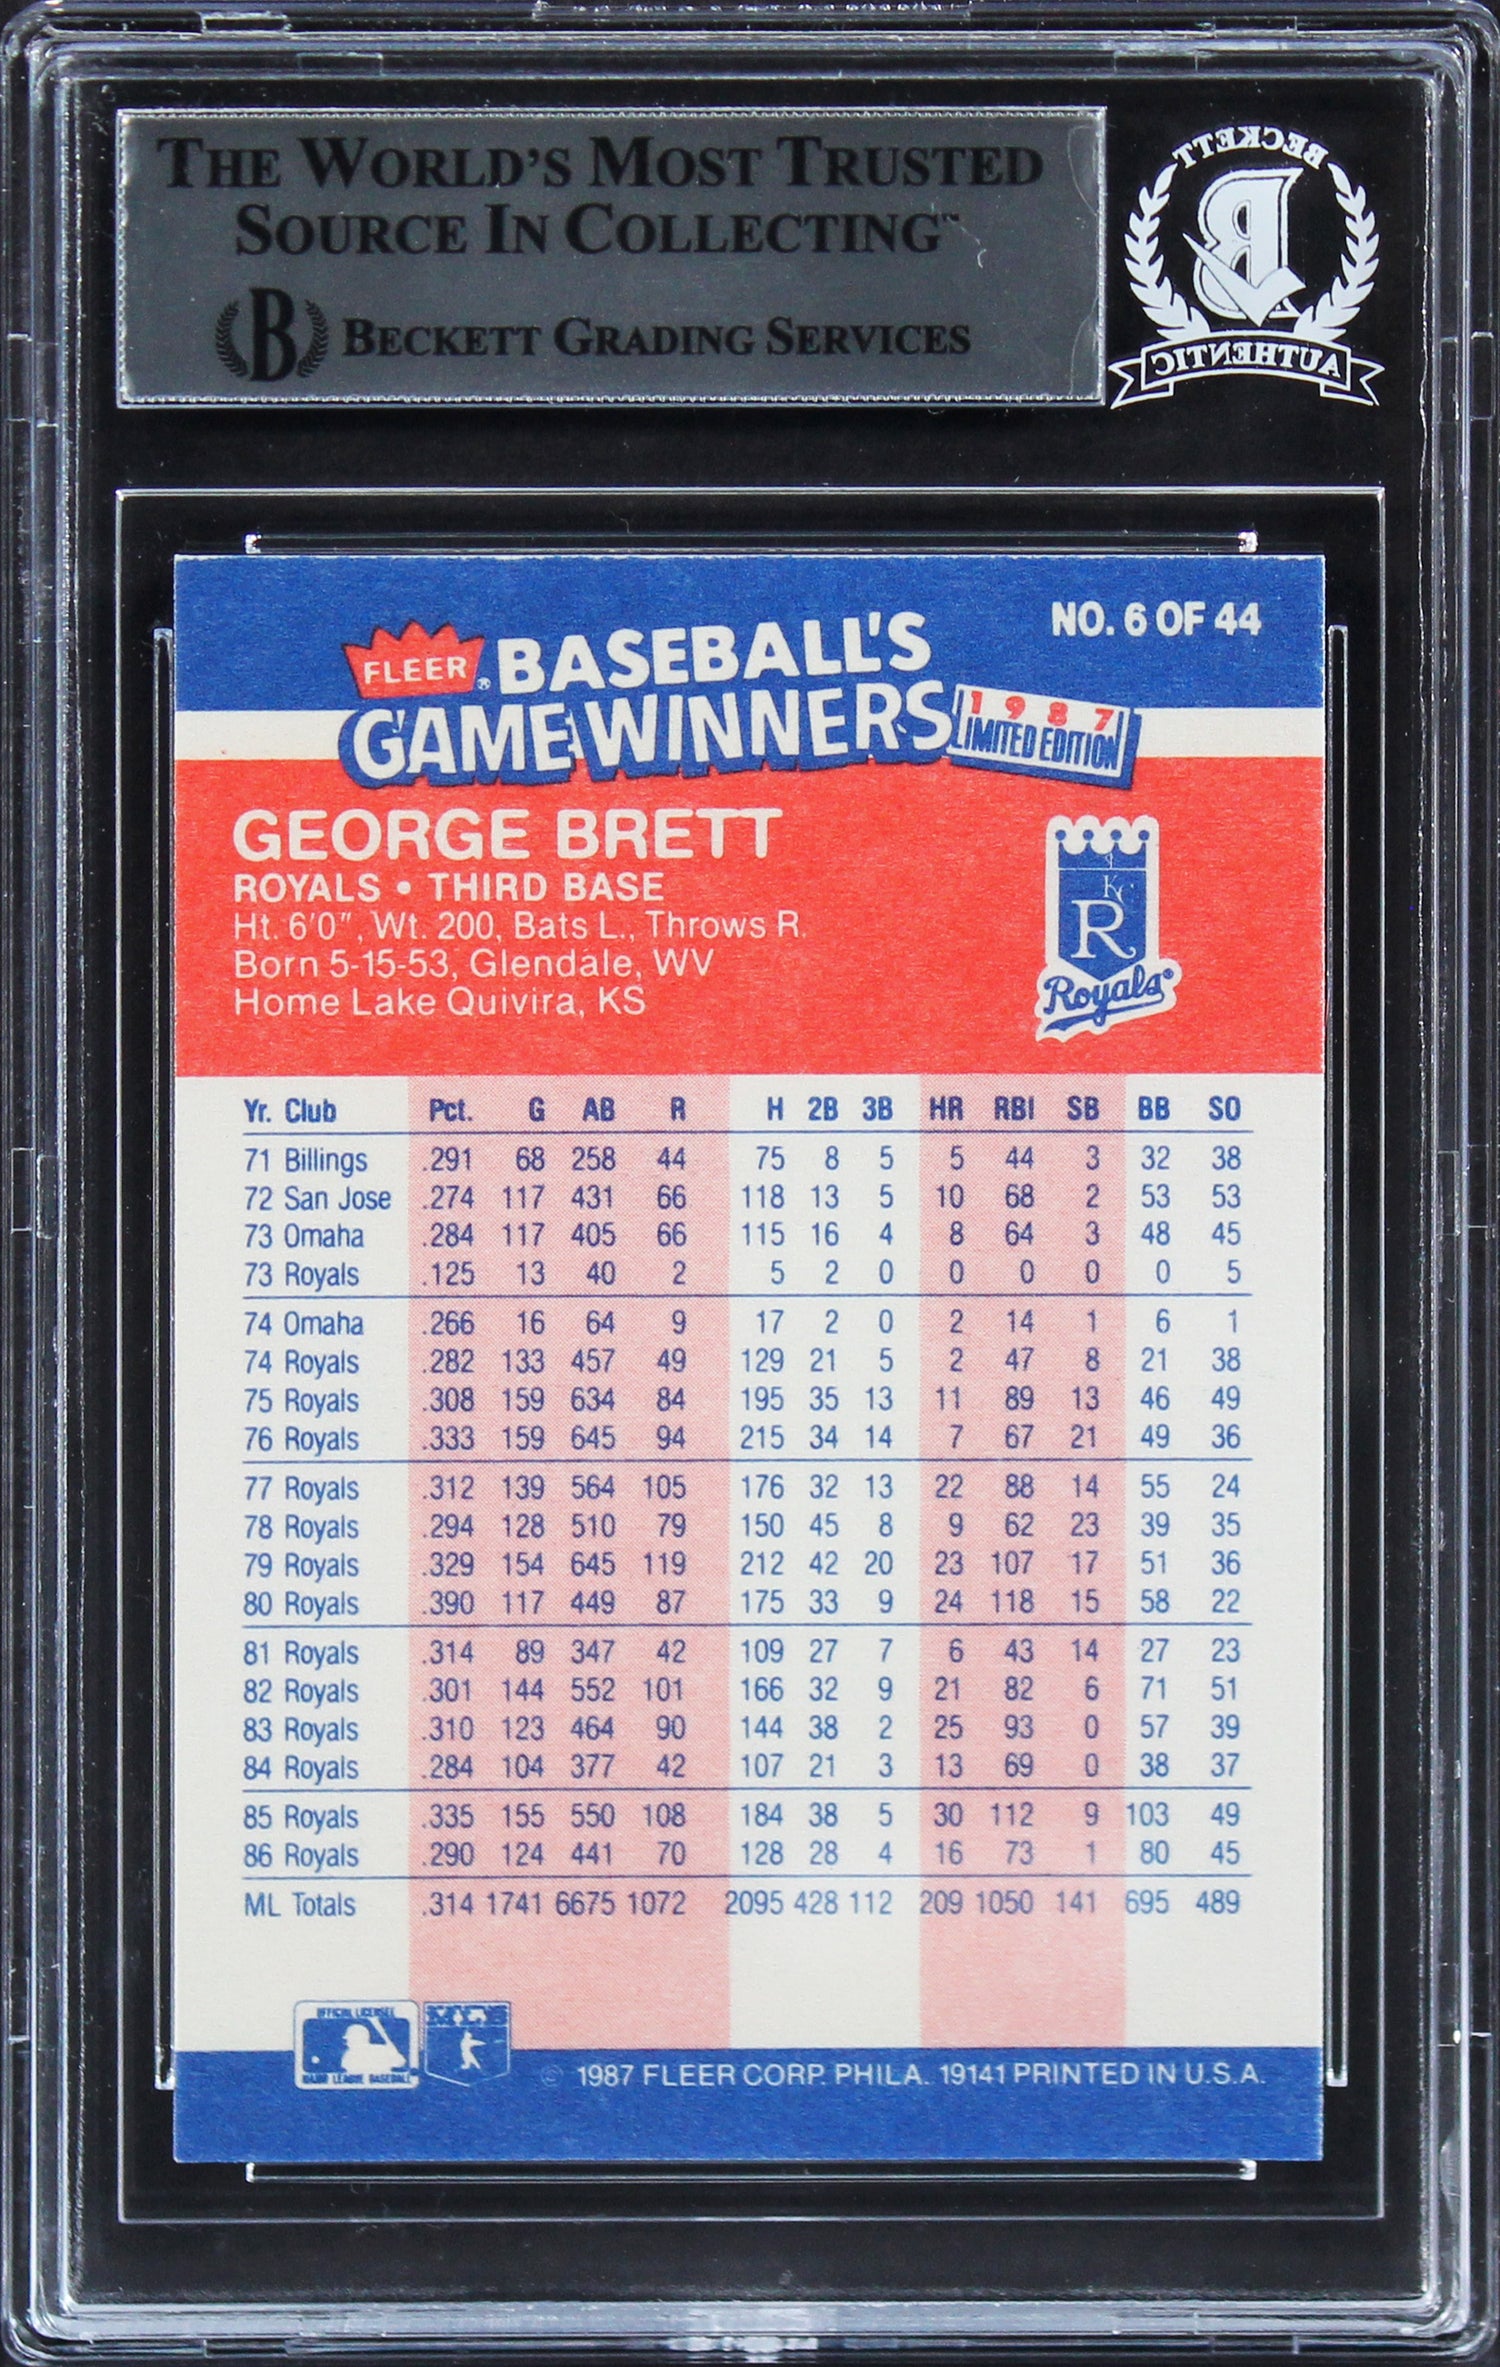 THE WORLD'S MOST TRUSTED
SOURCE IN COLLECTING™
B BECKETT GRADING SERVICES
BECKETT
B
AUTHENTIC
NO. 6 OF 44
FLEER® BASEBALL'S
GAME WINNERS 1987
LIMITED EDITION
GEORGE BRETT
ROYALS • THIRD BASE
Ht. 6'0", Wt. 200, Bats L., Throws R.
Born 5-15-53, Glendale, WV
Home Lake Quivira, KS
KC
R
Royals®
Yr. Club Pct. G AB R H 2B 3B HR RBI SB BB SO
71 Billings .291 68 258 44 75 8 5 5 44 3 32 38
72 San Jose .274 117 431 66 118 13 5 10 68 2 53 53
73 Omaha .284 117 405 66 115 16 4 8 64 3 48 45
73 Royals .125 13 40 2 5 2 0 0 0 0 0 5
74 Omaha .266 16 64 9 17 2 0 2 14 1 6 1
74 Royals .282 133 457 49 129 21 5 2 47 8 21 38
75 Royals .308 159 634 84 195 35 13 11 89 13 46 49
76 Royals .333 159 645 94 215 34 14 7 67 21 49 36
77 Royals .312 139 564 105 176 32 13 22 88 14 55 24
78 Royals .294 128 510 79 150 45 8 9 62 23 39 35
79 Royals .329 154 645 119 212 42 20 23 107 17 51 36
80 Royals .390 117 449 87 175 33 9 24 118 15 58 22
81 Royals .314 89 347 42 109 27 7 6 43 14 27 23
82 Royals .301 144 552 101 166 32 9 21 82 6 71 51
83 Royals .310 123 464 90 144 38 2 25 93 0 57 39
84 Royals .284 104 377 42 107 21 3 13 69 0 38 37
85 Royals .335 155 550 108 184 38 5 30 112 9 103 49
86 Royals .290 124 441 70 128 28 4 16 73 1 80 45
ML Totals .314 1741 6675 1072 2095 428 112 209 1050 141 695 489
OFFICIAL LICENSEE
MAJOR LEAGUE BASEBALL
© 1987 FLEER CORP. PHILA. 19141 PRINTED IN U.S.A.